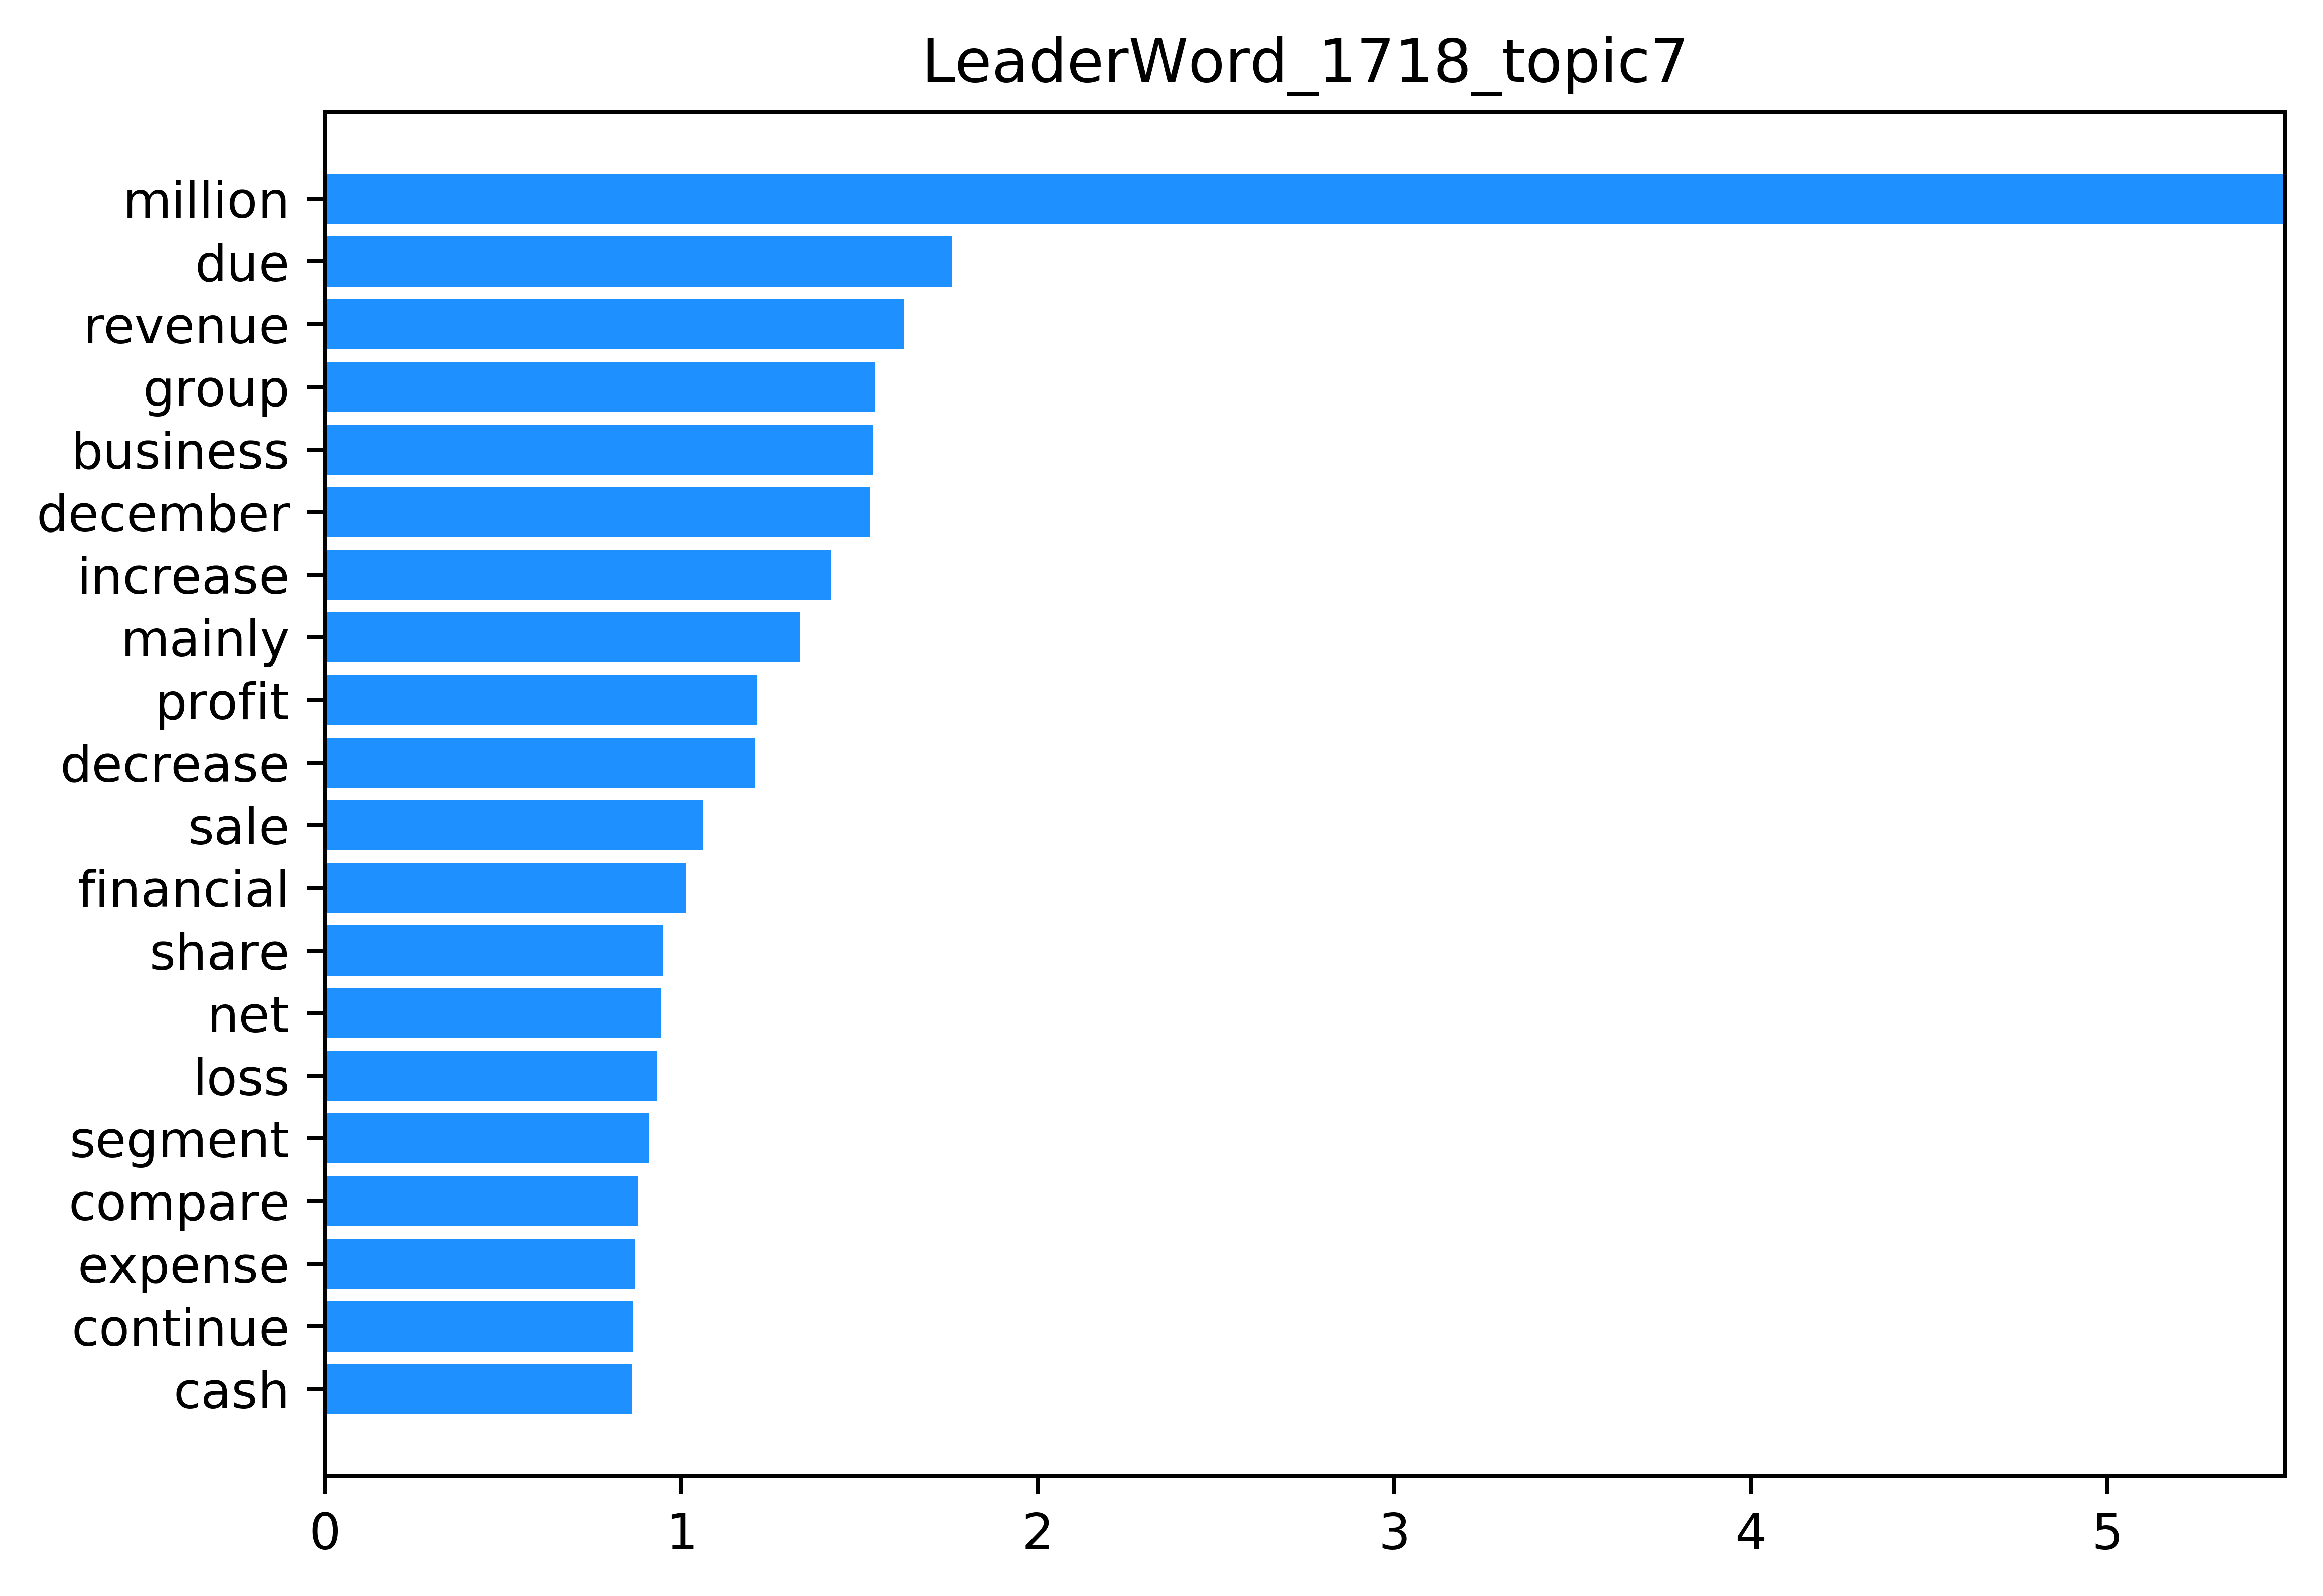 LeaderWord_1718_topic7
million
due
revenue
group
business
december
increase
mainly
profit
decrease
sale
financial
share
net
loss
segment
compare
expense
continue
cash
0 1 2 3 4 5